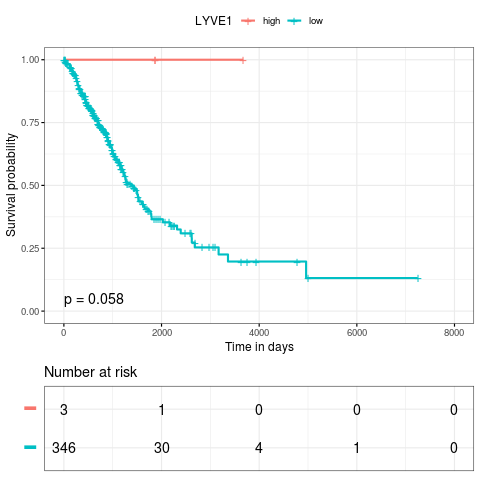 LYVE1 high low
1.00
0.75
0.50
0.25
0.00
Survival probability
p = 0.058
0 2000 4000 6000 8000
Time in days
Number at risk
3 1 0 0 0
346 30 4 1 0